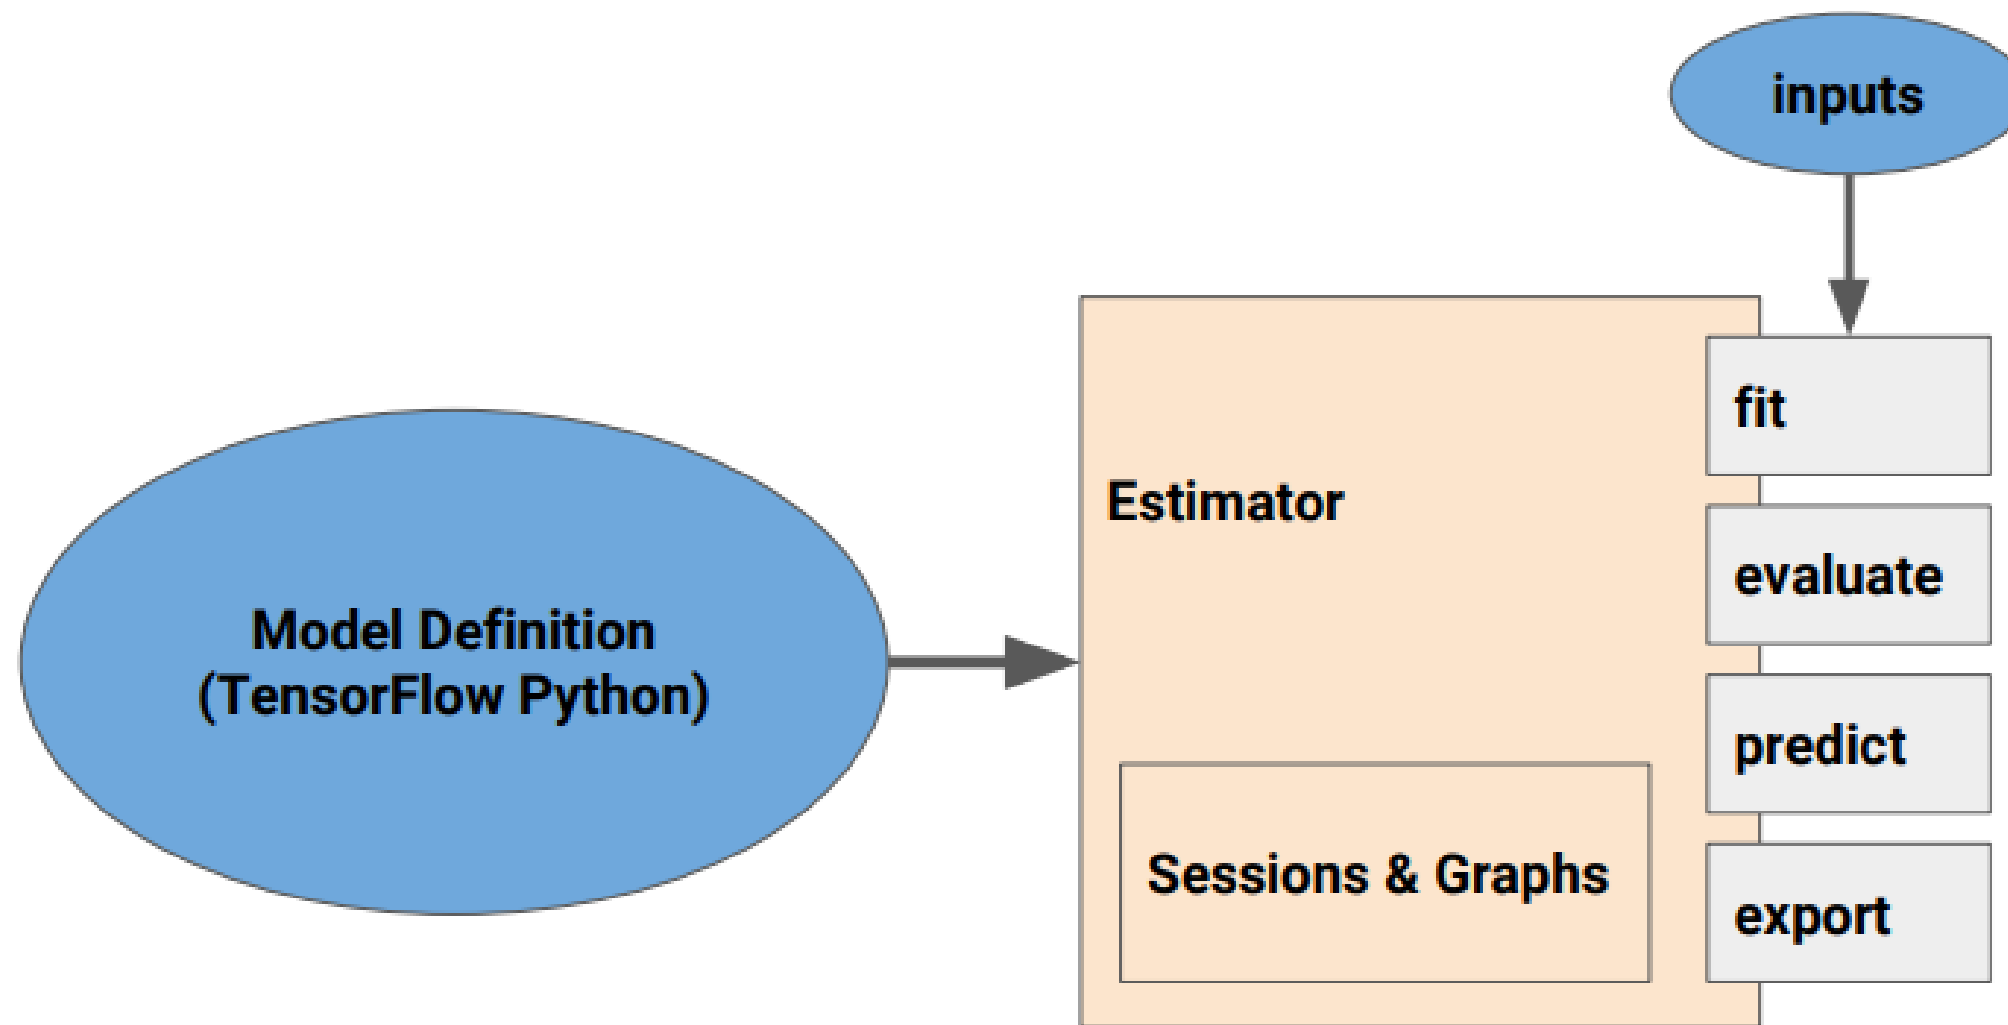 inputs
fit
Estimator
evaluate
Model Definition
(TensorFlow Python)
predict
Sessions & Graphs
export